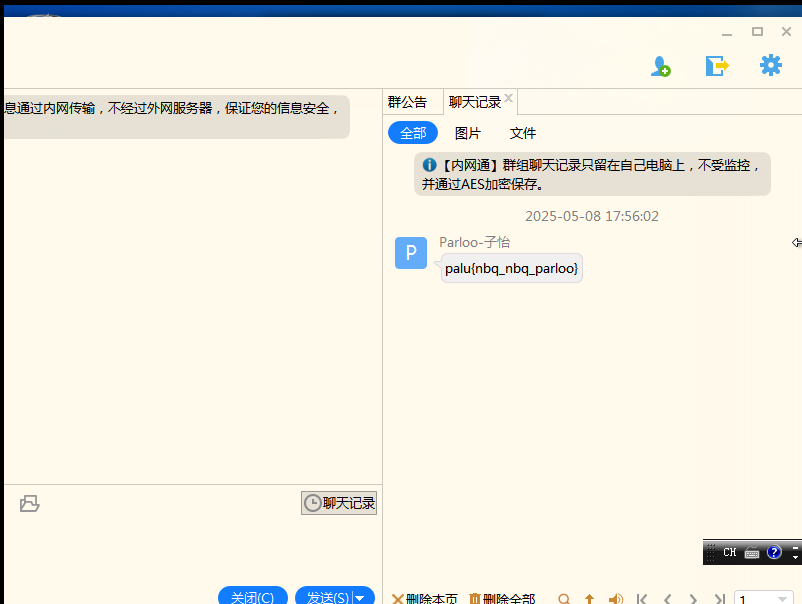 息通过内网传输，不经过外网服务器，保证您的信息安全，
群公告 聊天记录
全部 图片 文件
【内网通】群组聊天记录只留在自己电脑上，不受监控，
并通过AES加密保存。
2025-05-08 17:56:02
Parloo-子怡
P
palu{nbq_nbq_parloo}
聊天记录
CH
关闭(C) 发送(S)
删除本页 删除全部 1